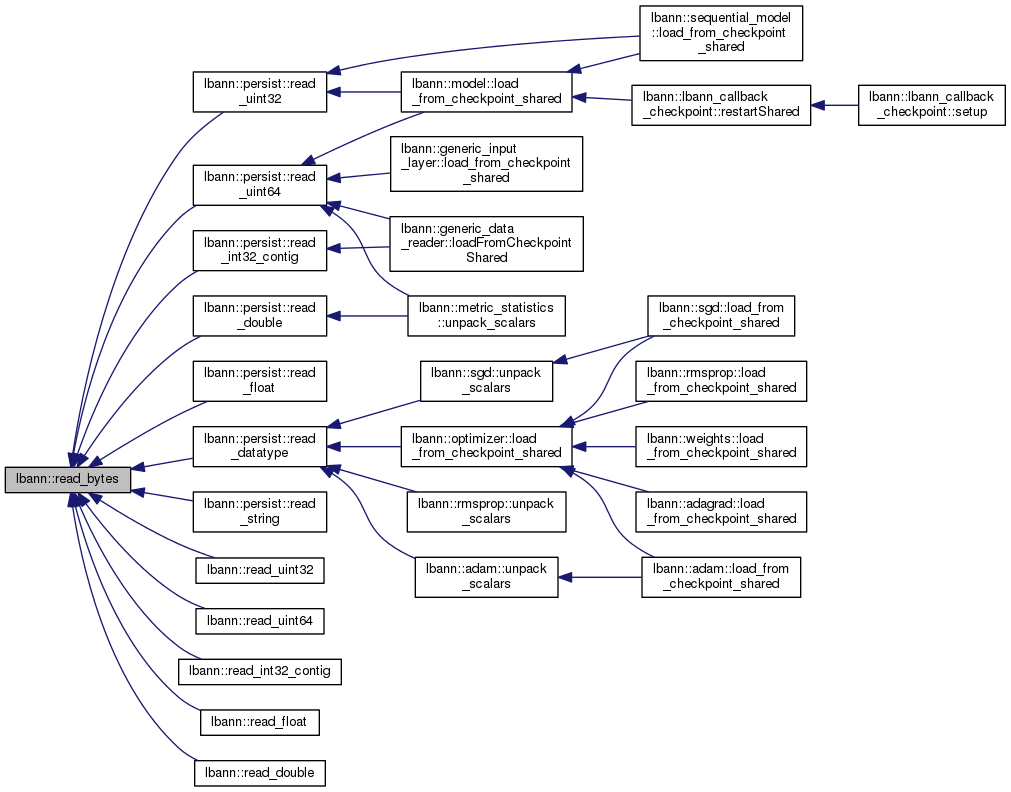 lbann::sequential_model
::load_from_checkpoint
_shared
lbann::persist::read
_uint32
lbann::model::load
_from_checkpoint_shared
lbann::lbann_callback
_checkpoint::restartShared
lbann::lbann_callback
_checkpoint::setup
lbann::generic_input
_layer::load_from_checkpoint
_shared
lbann::persist::read
_uint64
lbann::generic_data
_reader::loadFromCheckpoint
Shared
lbann::persist::read
_int32_contig
lbann::persist::read
_double
lbann::metric_statistics
::unpack_scalars
lbann::sgd::load_from
_checkpoint_shared
lbann::persist::read
_float
lbann::sgd::unpack
_scalars
lbann::rmsprop::load
_from_checkpoint_shared
lbann::persist::read
_datatype
lbann::optimizer::load
_from_checkpoint_shared
lbann::weights::load
_from_checkpoint_shared
lbann::read_bytes
lbann::persist::read
_string
lbann::rmsprop::unpack
_scalars
lbann::adagrad::load
_from_checkpoint_shared
lbann::read_uint32
lbann::adam::unpack
_scalars
lbann::adam::load_from
_checkpoint_shared
lbann::read_uint64
lbann::read_int32_contig
lbann::read_float
lbann::read_double